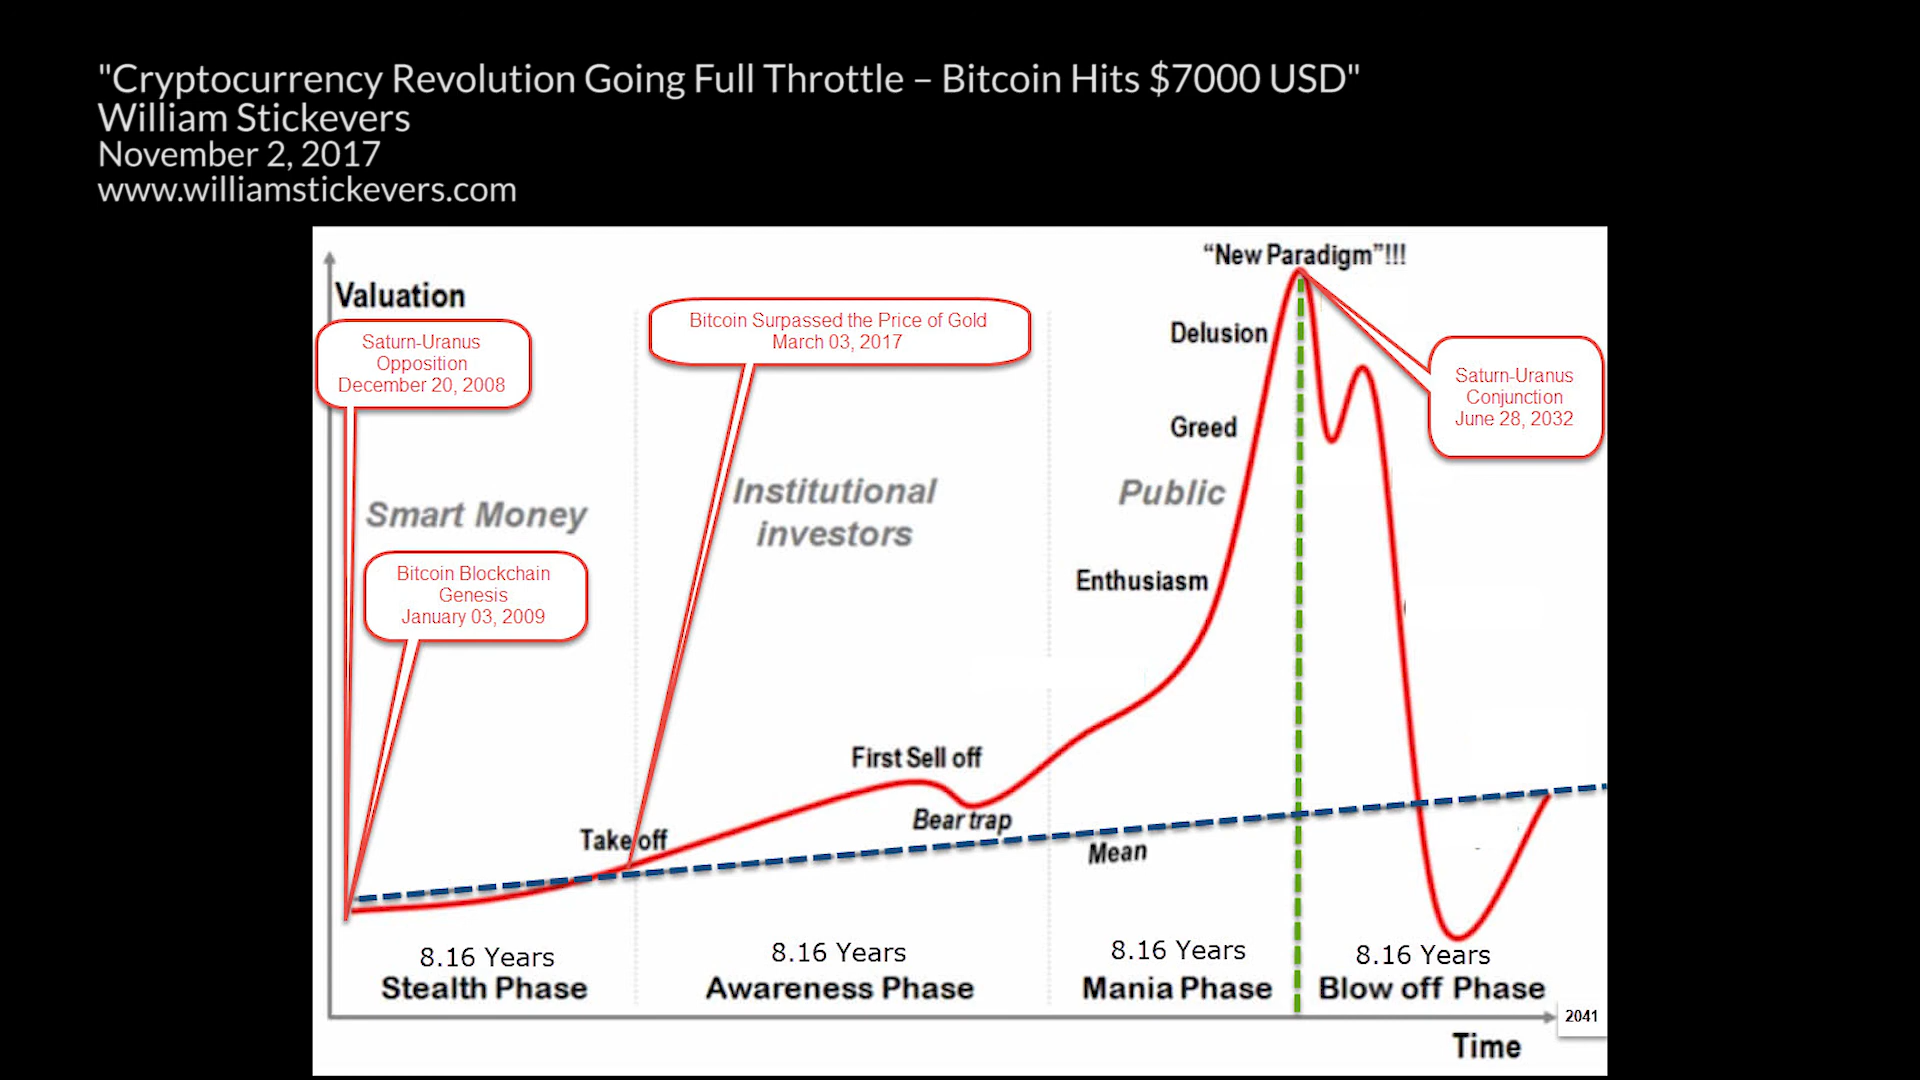 "Cryptocurrency Revolution Going Full Throttle – Bitcoin Hits $7000 USD"
William Stickevers
November 2, 2017
www.williamstickevers.com
"New Paradigm"!!!
Valuation
Saturn-Uranus
Opposition
December 20, 2008
Bitcoin Surpassed the Price of Gold
March 03, 2017
Delusion
Saturn-Uranus
Conjunction
June 28, 2032
Greed
Smart Money
Institutional
investors
Public
Bitcoin Blockchain
Genesis
January 03, 2009
Enthusiasm
First Sell off
Take off
Bear trap
Mean
8.16 Years
Stealth Phase
8.16 Years
Awareness Phase
8.16 Years
Mania Phase
8.16 Years
Blow off Phase
2041
Time